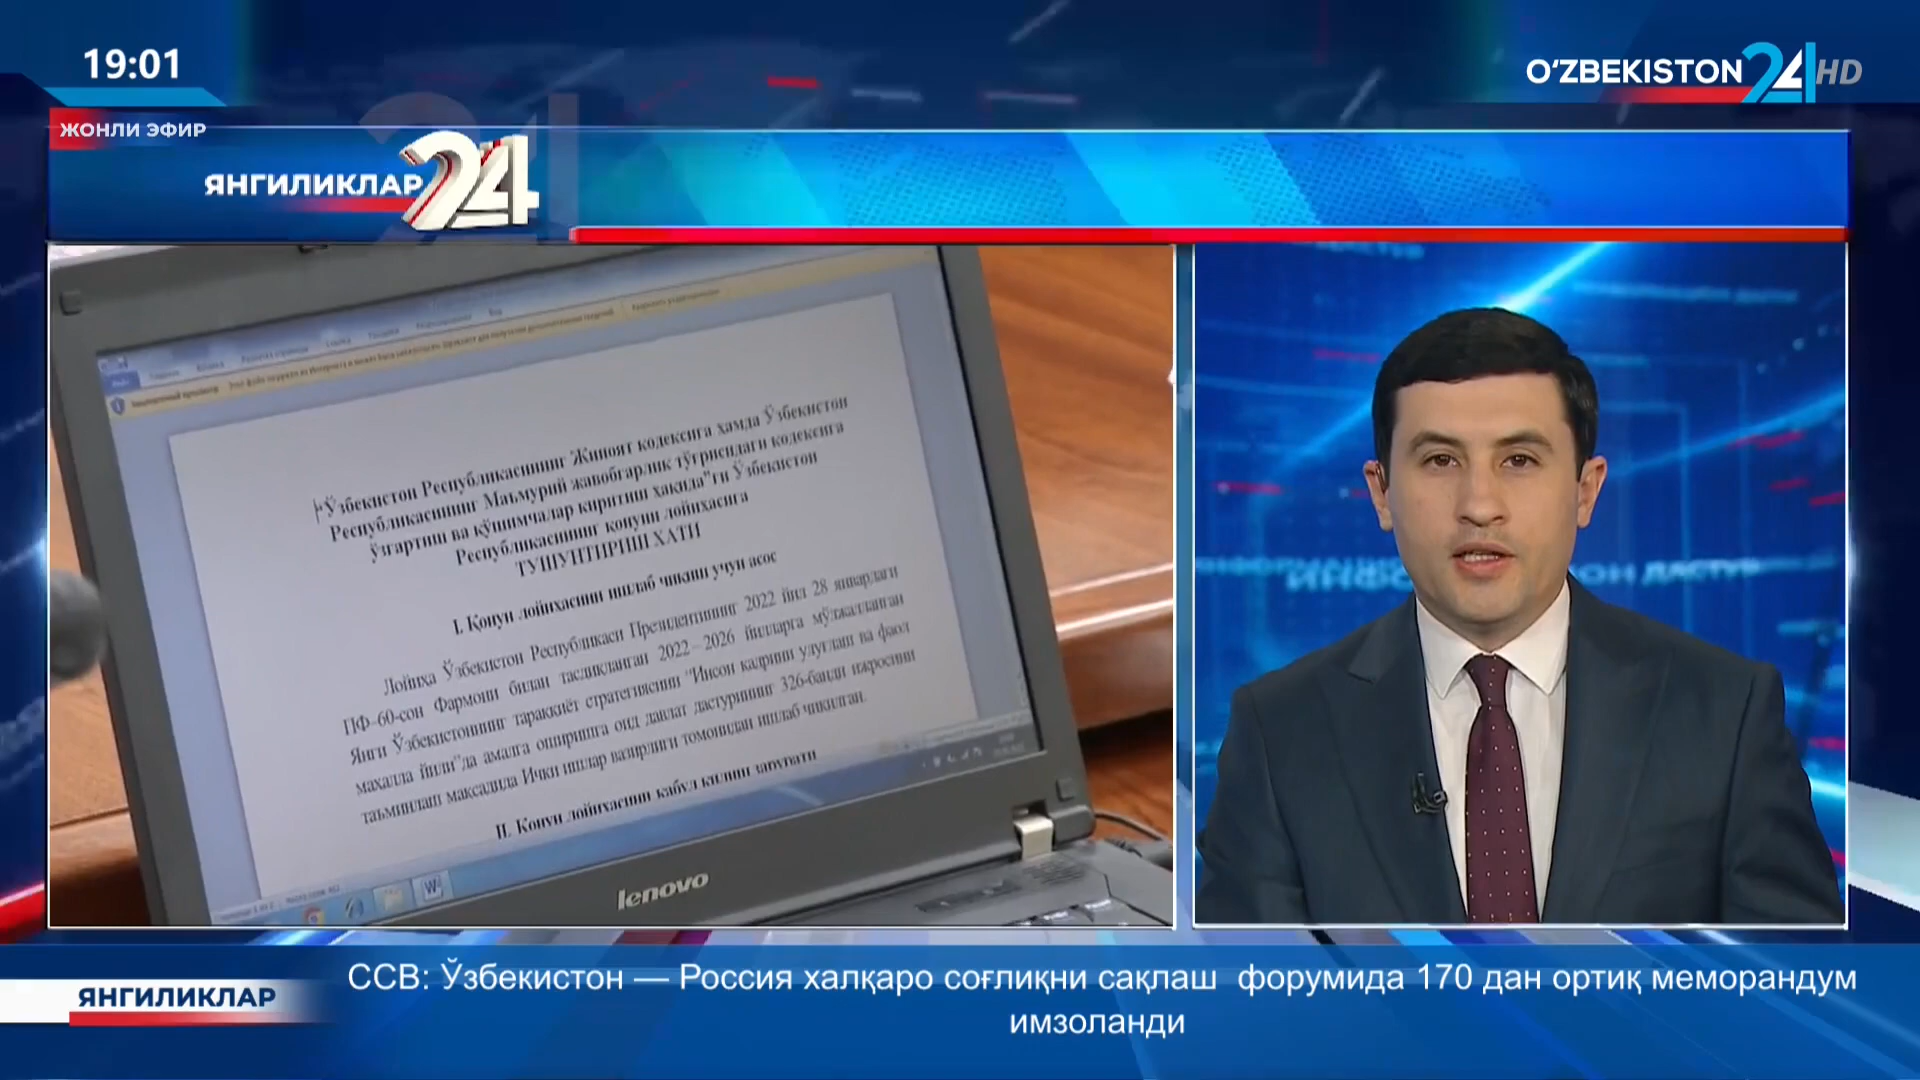 19:01
O‘ZBEKISTON 24 HD
ЖОНЛИ ЭФИР
ЯНГИЛИКЛАР 24
"Ўзбекистон Республикасининг Жиноят кодексига ҳамда Ўзбекистон
Республикасининг Маъмурий жавобгарлик тўғрисидаги кодексига
ўзгартиш ва қўшимчалар киритиш ҳақида"ги Ўзбекистон
Республикасининг қонуни лойиҳасига
ТУШУНТИРИШ ХАТИ
I. Қонун лойиҳасини ишлаб чиқиш учун асос
Лойиҳа Ўзбекистон Республикаси Президентининг 2022 йил 28 январдаги
ПФ–60-сон Фармони билан тасдиқланган 2022–2026 йилларга мўлжалланган
Янги Ўзбекистоннинг тараққиёт стратегиясини "Инсон қадрини улуғлаш ва фаол
маҳалла йили"да амалга оширишга оид давлат дастурининг 326-банди ижросини
таъминлаш мақсадида Ички ишлар вазирлиги томонидан ишлаб чиқилган.
II. Қонун лойиҳасини қабул қилиш зарурати
lenovo
ЯНГИЛИКЛАР
ССВ: Ўзбекистон — Россия халқаро соғлиқни сақлаш форумида 170 дан ортиқ меморандум
имзоланди